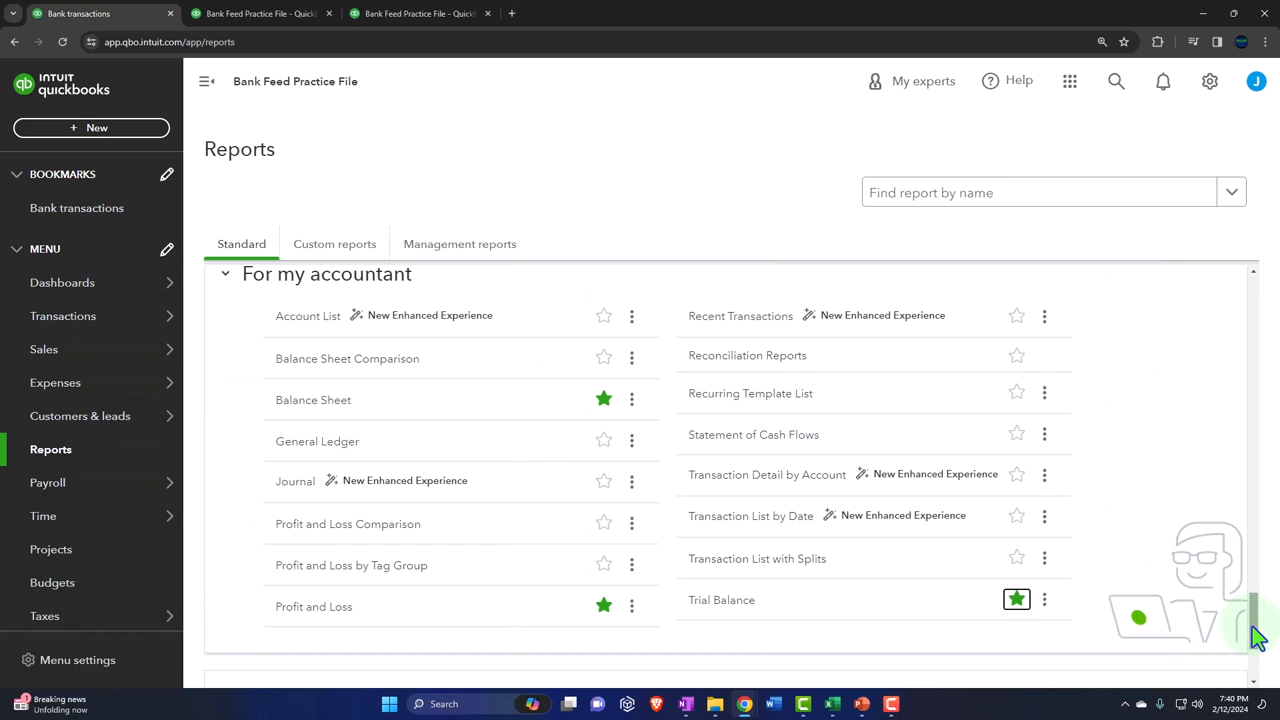 Bank transactions
Bank Feed Practice File - Quick
Bank Feed Practice File - Quick
app.qbo.intuit.com/app/reports
INTUIT
quickbooks
Bank Feed Practice File
My experts
Help
J
+ New
BOOKMARKS
Bank transactions
MENU
Dashboards
Transactions
Sales
Expenses
Customers & leads
Reports
Payroll
Time
Projects
Budgets
Taxes
Menu settings
Reports
Find report by name
Standard
Custom reports
Management reports
For my accountant
Account List New Enhanced Experience
Balance Sheet Comparison
Balance Sheet
General Ledger
Journal New Enhanced Experience
Profit and Loss Comparison
Profit and Loss by Tag Group
Profit and Loss
Recent Transactions New Enhanced Experience
Reconciliation Reports
Recurring Template List
Statement of Cash Flows
Transaction Detail by Account New Enhanced Experience
Transaction List by Date New Enhanced Experience
Transaction List with Splits
Trial Balance
Breaking news
Unfolding now
Search
7:40 PM
2/12/2024